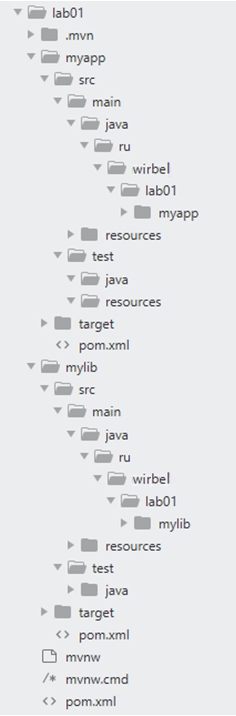 lab01
.mvn
myapp
src
main
java
ru
wirbel
lab01
myapp
resources
test
java
resources
target
<> pom.xml
mylib
src
main
java
ru
wirbel
lab01
mylib
resources
test
java
target
<> pom.xml
mvnw
/* mvnw.cmd
<> pom.xml